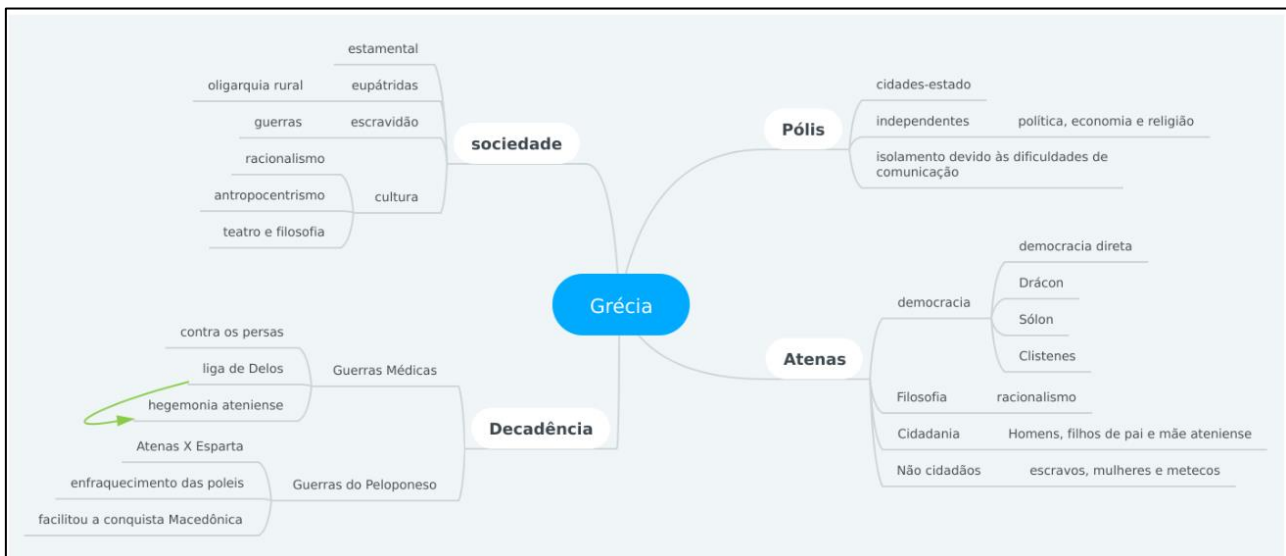 Grécia
sociedade
estamental
eupátridas
oligarquia rural
escravidão
guerras
cultura
racionalismo
antropocentrismo
teatro e filosofia
Pólis
cidades-estado
independentes
política, economia e religião
isolamento devido às dificuldades de
comunicação
Atenas
democracia
democracia direta
Drácon
Sólon
Clistenes
Filosofia
racionalismo
Cidadania
Homens, filhos de pai e mãe ateniense
Não cidadãos
escravos, mulheres e metecos
Decadência
Guerras Médicas
contra os persas
liga de Delos
hegemonia ateniense
Guerras do Peloponeso
Atenas X Esparta
enfraquecimento das poleis
facilitou a conquista Macedônica